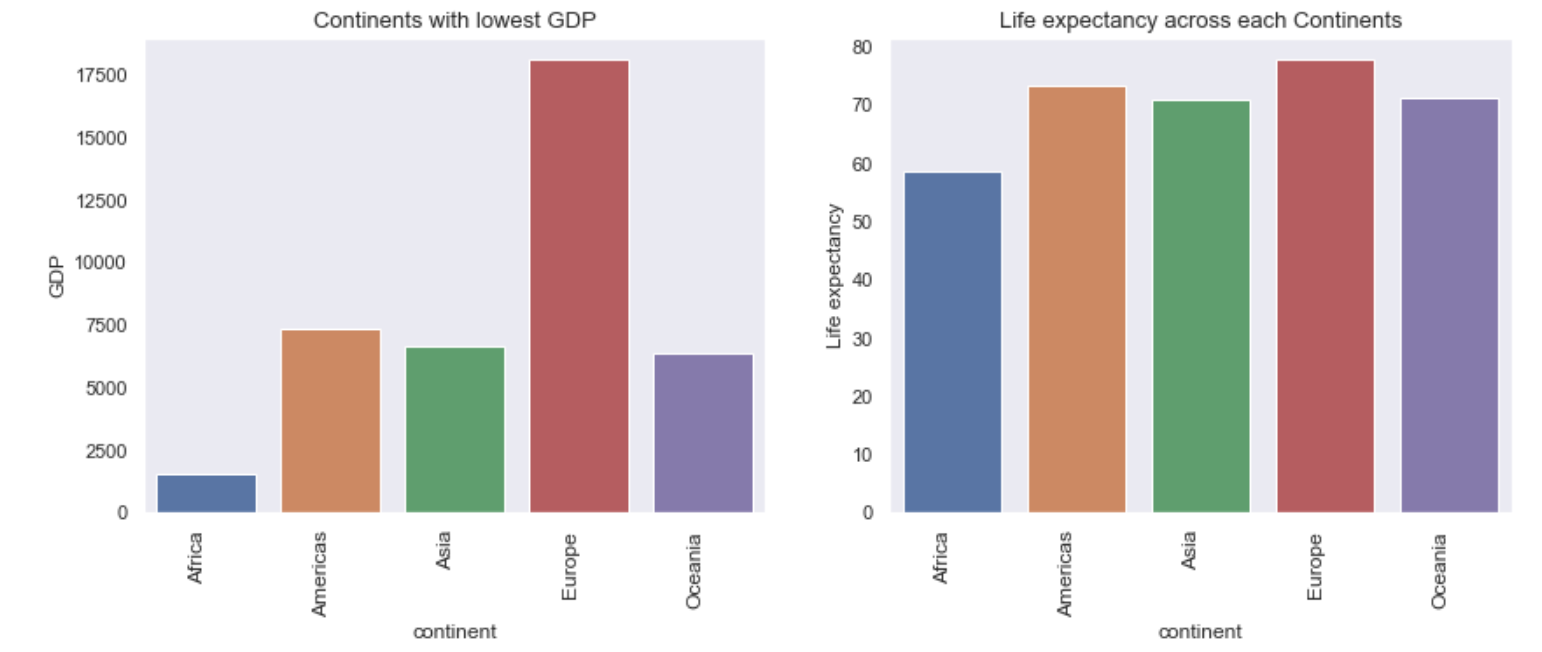 Continents with lowest GDP
17500
15000
12500
10000
7500
5000
2500
0
GDP
Africa
Americas
Asia
Europe
Oceania
continent
Life expectancy across each Continents
80
70
60
50
40
30
20
10
0
Life expectancy
Africa
Americas
Asia
Europe
Oceania
continent